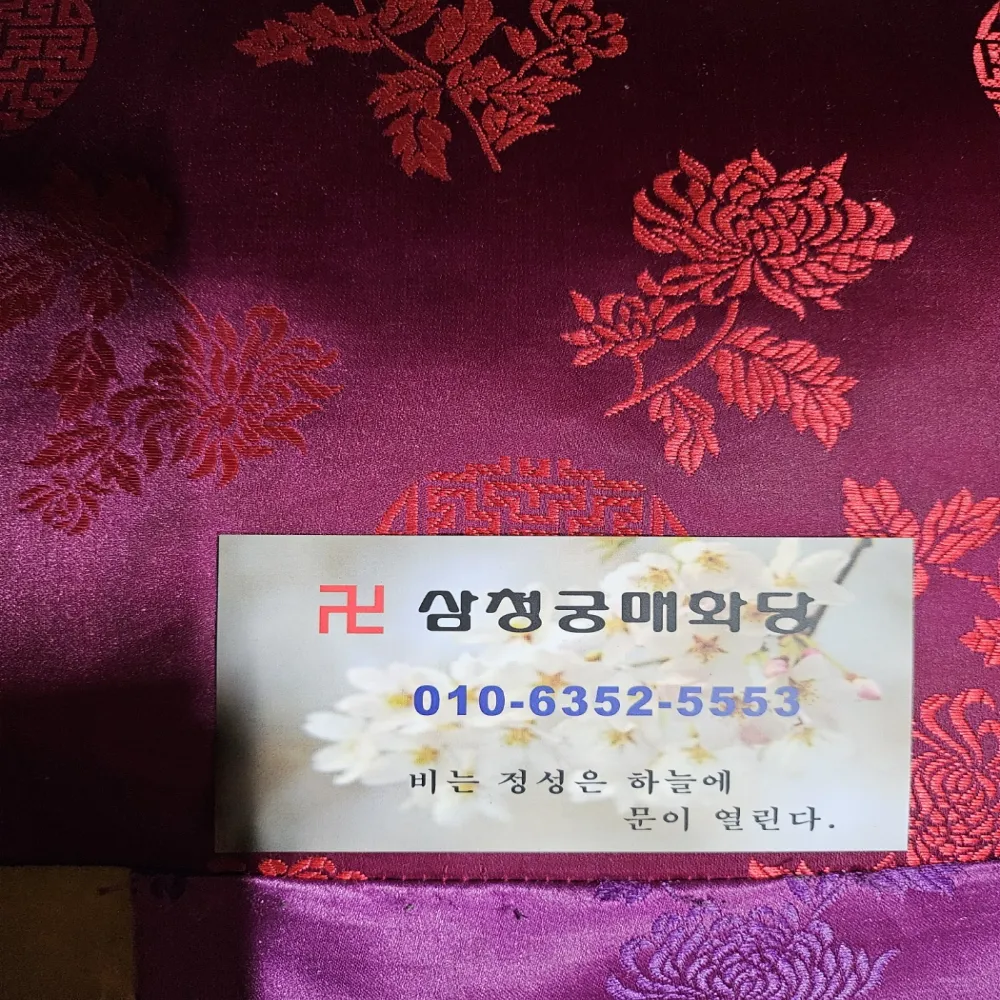 卍 삼청궁매화당
010-6352-5553
비는 정성은 하늘에
문이 열린다.